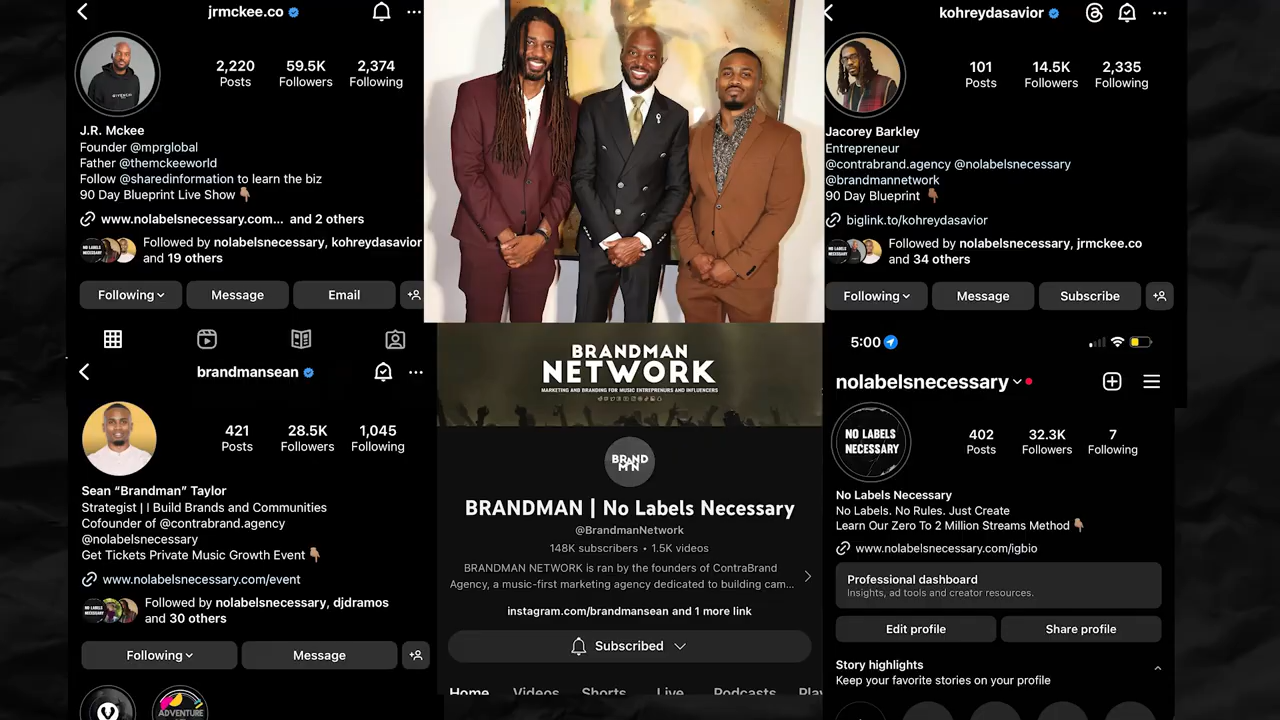 jrmckee.co
2,220 Posts
59.5K Followers
2,374 Following
J.R. Mckee
Founder @mprglobal
Father @themckeeworld
Follow @sharedinformation to learn the biz
90 Day Blueprint Live Show
www.nolabelsnecessary.com... and 2 others
Followed by nolabelsnecessary, kohreydasavior
and 19 others
Following
Message
Email
kohreydasavior
101 Posts
14.5K Followers
2,335 Following
Jacorey Barkley
Entrepreneur
@contrabrand.agency @nolabelsnecessary
@brandmannetwork
90 Day Blueprint
biglink.to/kohreydasavior
Followed by nolabelsnecessary, jrmckee.co
and 34 others
Following
Message
Subscribe
brandmansean
421 Posts
28.5K Followers
1,045 Following
Sean “Brandman” Taylor
Strategist | I Build Brands and Communities
Cofounder of @contrabrand.agency
@nolabelsnecessary
Get Tickets Private Music Growth Event
www.nolabelsnecessary.com/event
Followed by nolabelsnecessary, djdramos
and 30 others
Following
Message
ADVENTURE
BRANDMAN
NETWORK
MARKETING AND BRANDING FOR MUSIC ENTREPRENEURS AND INFLUENCERS
BRAND
MAN
BRANDMAN | No Labels Necessary
@BrandmanNetwork
148K subscribers • 1.5K videos
BRANDMAN NETWORK is ran by the founders of ContraBrand
Agency, a music-first marketing agency dedicated to building cam...
instagram.com/brandmansean and 1 more link
Subscribed
Home Videos Shorts Live Podcasts Play
5:00
nolabelsnecessary
NO LABELS
NECESSARY
402 Posts
32.3K Followers
7 Following
No Labels Necessary
No Labels. No Rules. Just Create
Learn Our Zero To 2 Million Streams Method
www.nolabelsnecessary.com/igbio
Professional dashboard
Insights, ad tools and creator resources.
Edit profile
Share profile
Story highlights
Keep your favorite stories on your profile